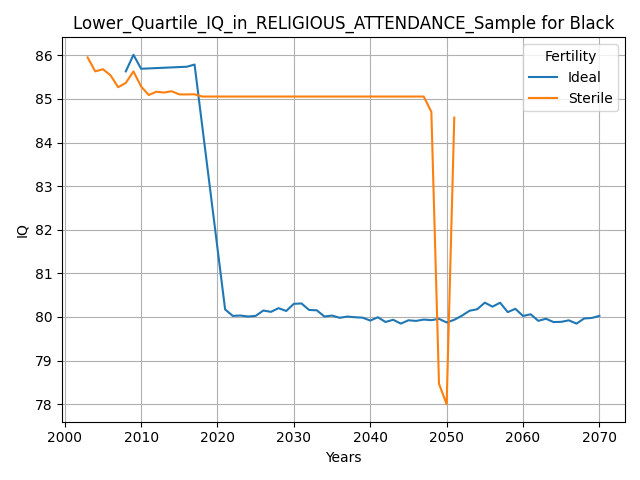 Lower_Quartile_IQ_in_RELIGIOUS_ATTENDANCE_Sample for Black
Fertility
Ideal
Sterile
IQ
86
85
84
83
82
81
80
79
78
2000 2010 2020 2030 2040 2050 2060 2070
Years